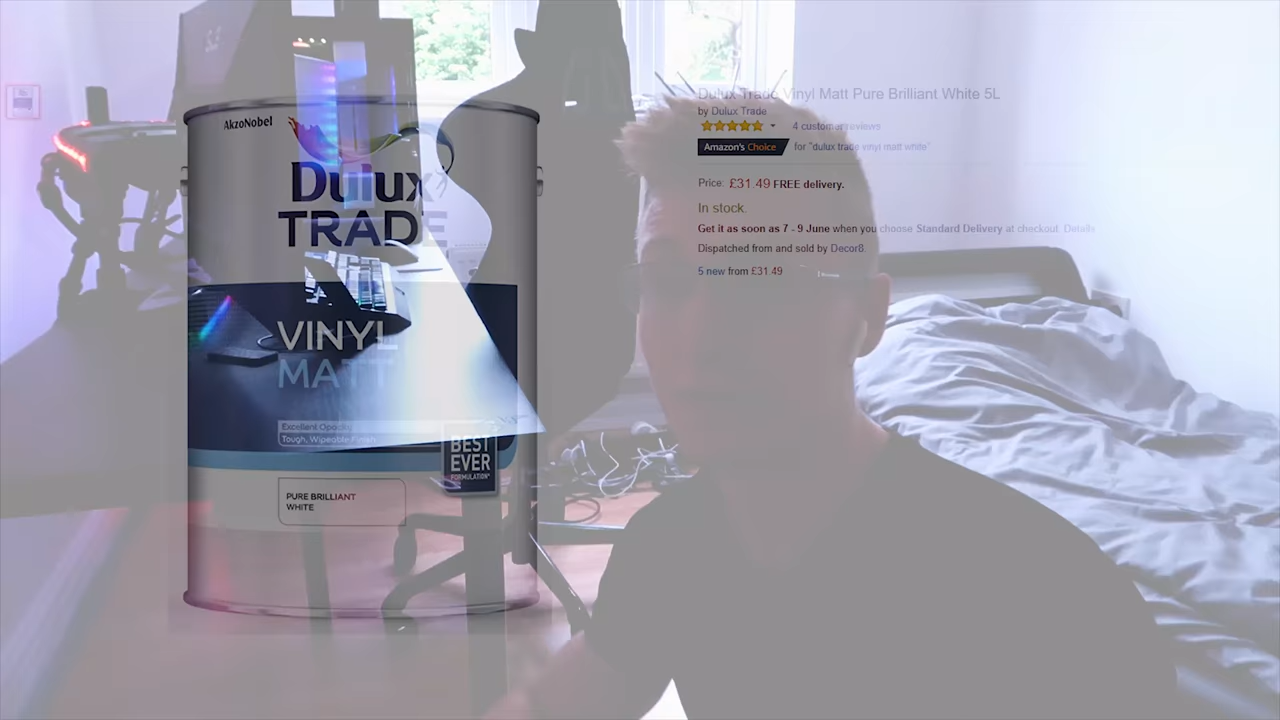 AkzoNobel
Dulux
TRADE
VINYL
MATT
Excellent Opacity
Tough, Wipeable Finish
BEST
EVER
FORMULATION*
PURE BRILLIANT
WHITE
Dulux Trade Vinyl Matt Pure Brilliant White 5L
by Dulux Trade
4 customer reviews
Amazon's Choice for "dulux trade vinyl matt white"
Price: £31.49 FREE delivery.
In stock.
Get it as soon as 7 - 9 June when you choose Standard Delivery at checkout. Details
Dispatched from and sold by Decor8.
5 new from £31.49